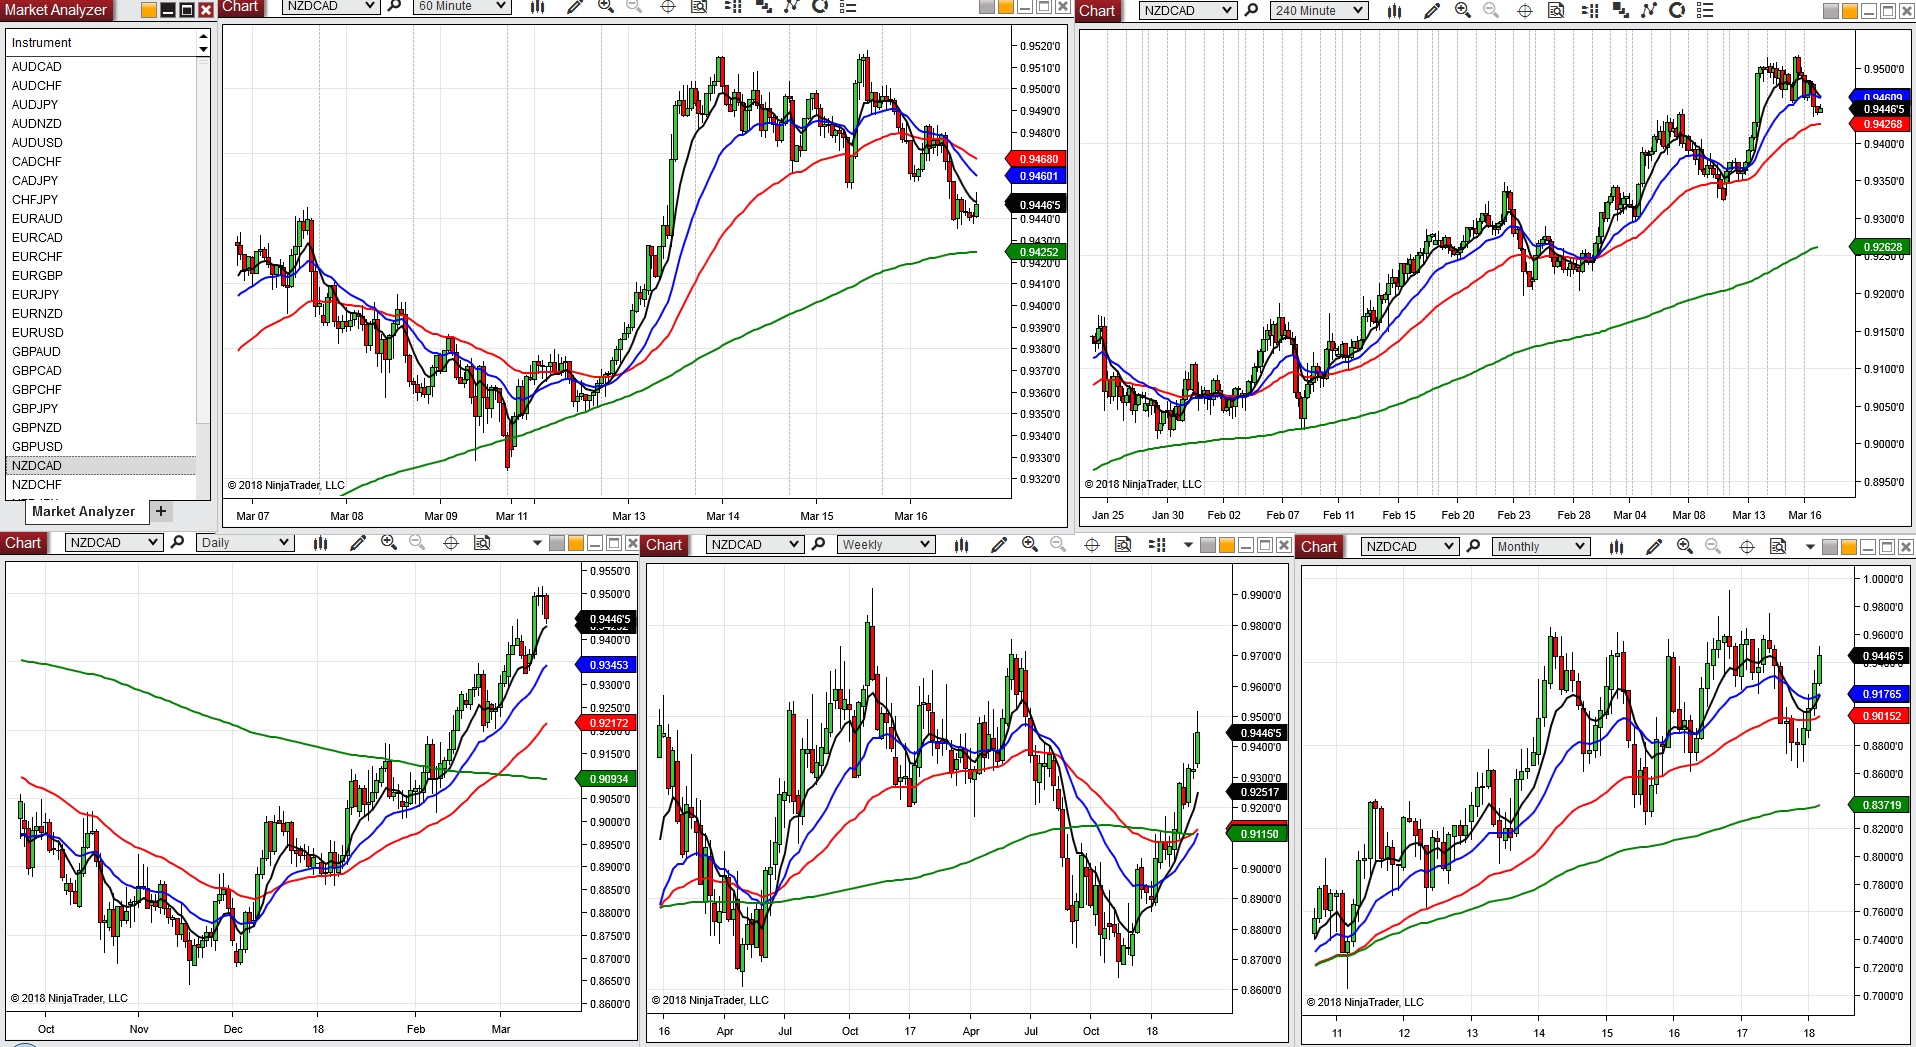 Market Analyzer
Instrument
AUDCAD
AUDCHF
AUDJPY
AUDNZD
AUDUSD
CADCHF
CADJPY
CHFJPY
EURAUD
EURCAD
EURCHF
EURGBP
EURJPY
EURNZD
EURUSD
GBPAUD
GBPCAD
GBPCHF
GBPJPY
GBPNZD
GBPUSD
NZDCAD
NZDCHF
Market Analyzer +
Chart NZDCAD 60 Minute
0.9520'0
0.9510'0
0.9500'0
0.9490'0
0.9480'0
0.94680
0.94601
0.9446'5
0.9440'0
0.9430'0
0.94252
0.9420'0
0.9410'0
0.9400'0
0.9390'0
0.9380'0
0.9370'0
0.9360'0
0.9350'0
0.9340'0
0.9330'0
0.9320'0
© 2018 NinjaTrader, LLC
Mar 07 Mar 08 Mar 09 Mar 11 Mar 13 Mar 14 Mar 15 Mar 16
Chart NZDCAD 240 Minute
0.9500'0
0.94609
0.9446'5
0.94268
0.9400'0
0.9350'0
0.9300'0
0.92628
0.9250'0
0.9200'0
0.9150'0
0.9100'0
0.9050'0
0.9000'0
0.8950'0
© 2018 NinjaTrader, LLC
Jan 25 Jan 30 Feb 02 Feb 07 Feb 11 Feb 15 Feb 20 Feb 23 Feb 28 Mar 04 Mar 08 Mar 13 Mar 16
Chart NZDCAD Daily
0.9550'0
0.9500'0
0.9446'5
0.9400'0
0.93453
0.9300'0
0.9250'0
0.92172
0.9200'0
0.9150'0
0.90934
0.9050'0
0.9000'0
0.8950'0
0.8900'0
0.8850'0
0.8800'0
0.8750'0
0.8700'0
0.8650'0
0.8600'0
© 2018 NinjaTrader, LLC
Oct Nov Dec 18 Feb Mar
Chart NZDCAD Weekly
0.9900'0
0.9800'0
0.9700'0
0.9600'0
0.9500'0
0.9446'5
0.9400'0
0.9300'0
0.92517
0.9200'0
0.91150
0.9000'0
0.8900'0
0.8800'0
0.8700'0
0.8600'0
© 2018 NinjaTrader, LLC
16 Apr Jul Oct 17 Apr Jul Oct 18
Chart NZDCAD Monthly
1.0000'0
0.9800'0
0.9600'0
0.9446'5
0.91765
0.90152
0.8800'0
0.8600'0
0.83719
0.8200'0
0.8000'0
0.7800'0
0.7600'0
0.7400'0
0.7200'0
0.7000'0
© 2018 NinjaTrader, LLC
11 12 13 14 15 16 17 18